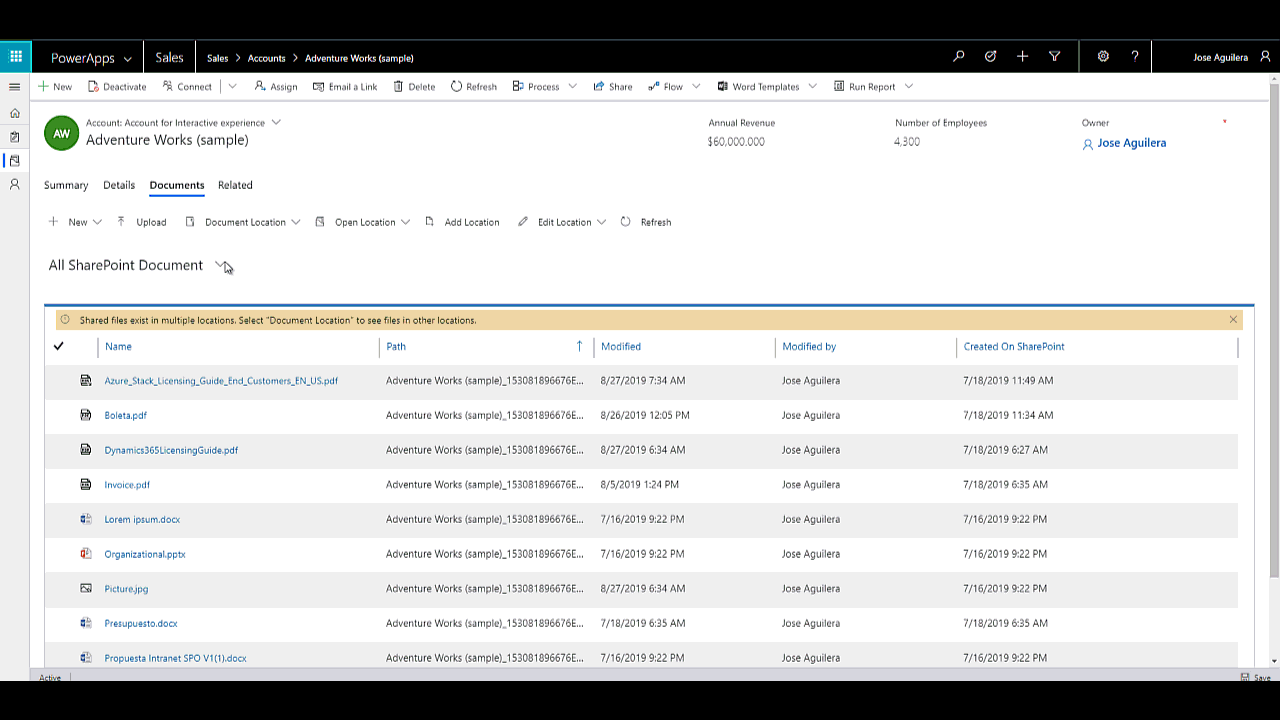 PowerApps Sales Sales > Accounts > Adventure Works (sample) Jose Aguilera
New Deactivate Connect Assign Email a Link Delete Refresh Process Share Flow Word Templates Run Report
AW
Account: Account for Interactive experience
Adventure Works (sample)
Annual Revenue
$60,000.000
Number of Employees
4,300
Owner *
Jose Aguilera
Summary Details Documents Related
New Upload Document Location Open Location Add Location Edit Location Refresh
All SharePoint Document
Shared files exist in multiple locations. Select "Document Location" to see files in other locations.
Name Path Modified Modified by Created On SharePoint
Azure_Stack_Licensing_Guide_End_Customers_EN_US.pdf Adventure Works (sample)_153081896676E... 8/27/2019 7:34 AM Jose Aguilera 7/18/2019 11:49 AM
Boleta.pdf Adventure Works (sample)_153081896676E... 8/26/2019 12:05 PM Jose Aguilera 7/18/2019 11:34 AM
Dynamics365LicensingGuide.pdf Adventure Works (sample)_153081896676E... 8/27/2019 6:34 AM Jose Aguilera 7/18/2019 6:27 AM
Invoice.pdf Adventure Works (sample)_153081896676E... 8/5/2019 1:24 PM Jose Aguilera 7/18/2019 6:35 AM
Lorem ipsum.docx Adventure Works (sample)_153081896676E... 7/16/2019 9:22 PM Jose Aguilera 7/16/2019 9:22 PM
Organizational.pptx Adventure Works (sample)_153081896676E... 7/16/2019 9:22 PM Jose Aguilera 7/16/2019 9:22 PM
Picture.jpg Adventure Works (sample)_153081896676E... 8/27/2019 6:34 AM Jose Aguilera 7/16/2019 9:22 PM
Presupuesto.docx Adventure Works (sample)_153081896676E... 7/18/2019 6:35 AM Jose Aguilera 7/18/2019 6:35 AM
Propuesta Intranet SPO V1(1).docx Adventure Works (sample)_153081896676E... 7/16/2019 9:22 PM Jose Aguilera 7/16/2019 9:22 PM
Active Save